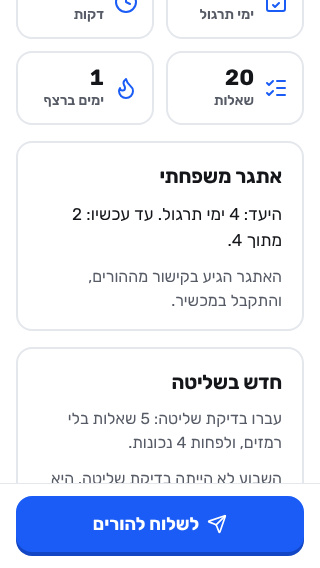 ימי תרגול
דקות
20
שאלות
1
ימים ברצף
אתגר משפחתי
היעד: 4 ימי תרגול. עד עכשיו: 2
מתוך 4.
האתגר הגיע בקישור מההורים,
והתקבל במכשיר.
חדש בשליטה
עברו בדיקת שליטה: 5 שאלות בלי
רמזים, ולפחות 4 נכונות.
השבוע לא הייתה בדיקת שליטה. היא
לשלוח להורים